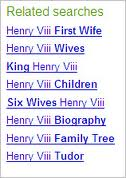 Related searches
Henry Viii First Wife
Henry Viii Wives
King Henry Viii
Henry Viii Children
Six Wives Henry Viii
Henry Viii Biography
Henry Viii Family Tree
Henry Viii Tudor